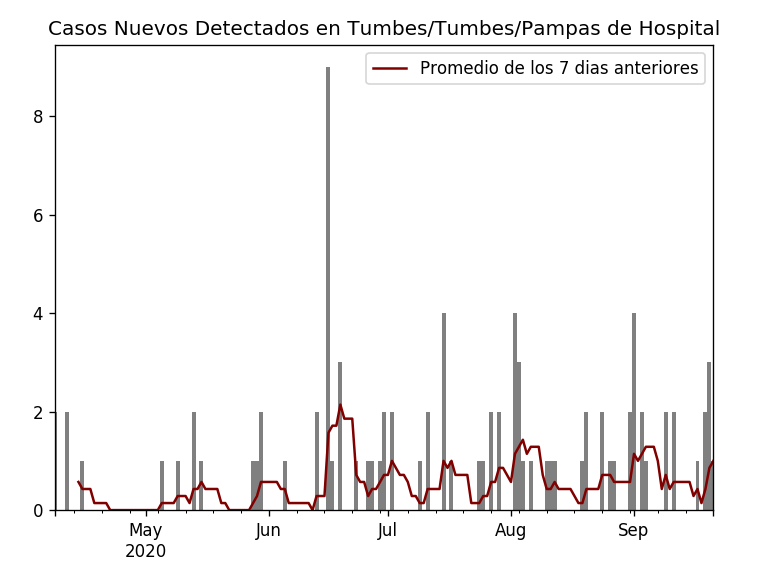 Casos Nuevos Detectados en Tumbes/Tumbes/Pampas de Hospital
Promedio de los 7 dias anteriores
8
6
4
2
0
May Jun Jul Aug Sep
2020